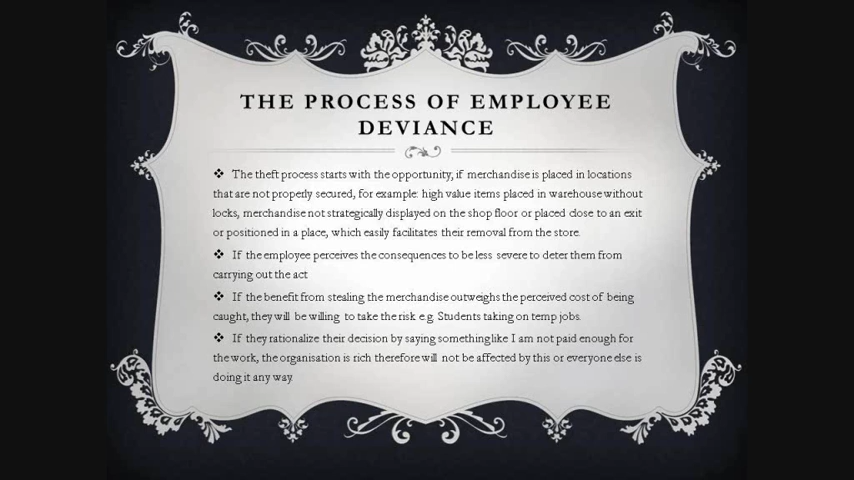 THE PROCESS OF EMPLOYEE
DEVIANCE
❖ The theft process starts with the opportunity, if merchandise is placed in locations
that are not properly secured, for example: high value items placed in warehouse without
locks, merchandise not strategically displayed on the shop floor or placed close to an exit
or positioned in a place, which easily facilitates their removal from the store.
❖ If the employee perceives the consequences to be less severe to deter them from
carrying out the act
❖ If the benefit from stealing the merchandise outweighs the perceived cost of being
caught, they will be willing to take the risk e.g. Students taking on temp jobs.
❖ If they rationalize their decision by saying something like I am not paid enough for
the work, the organisation is rich therefore will not be affected by this or everyone else is
doing it any way